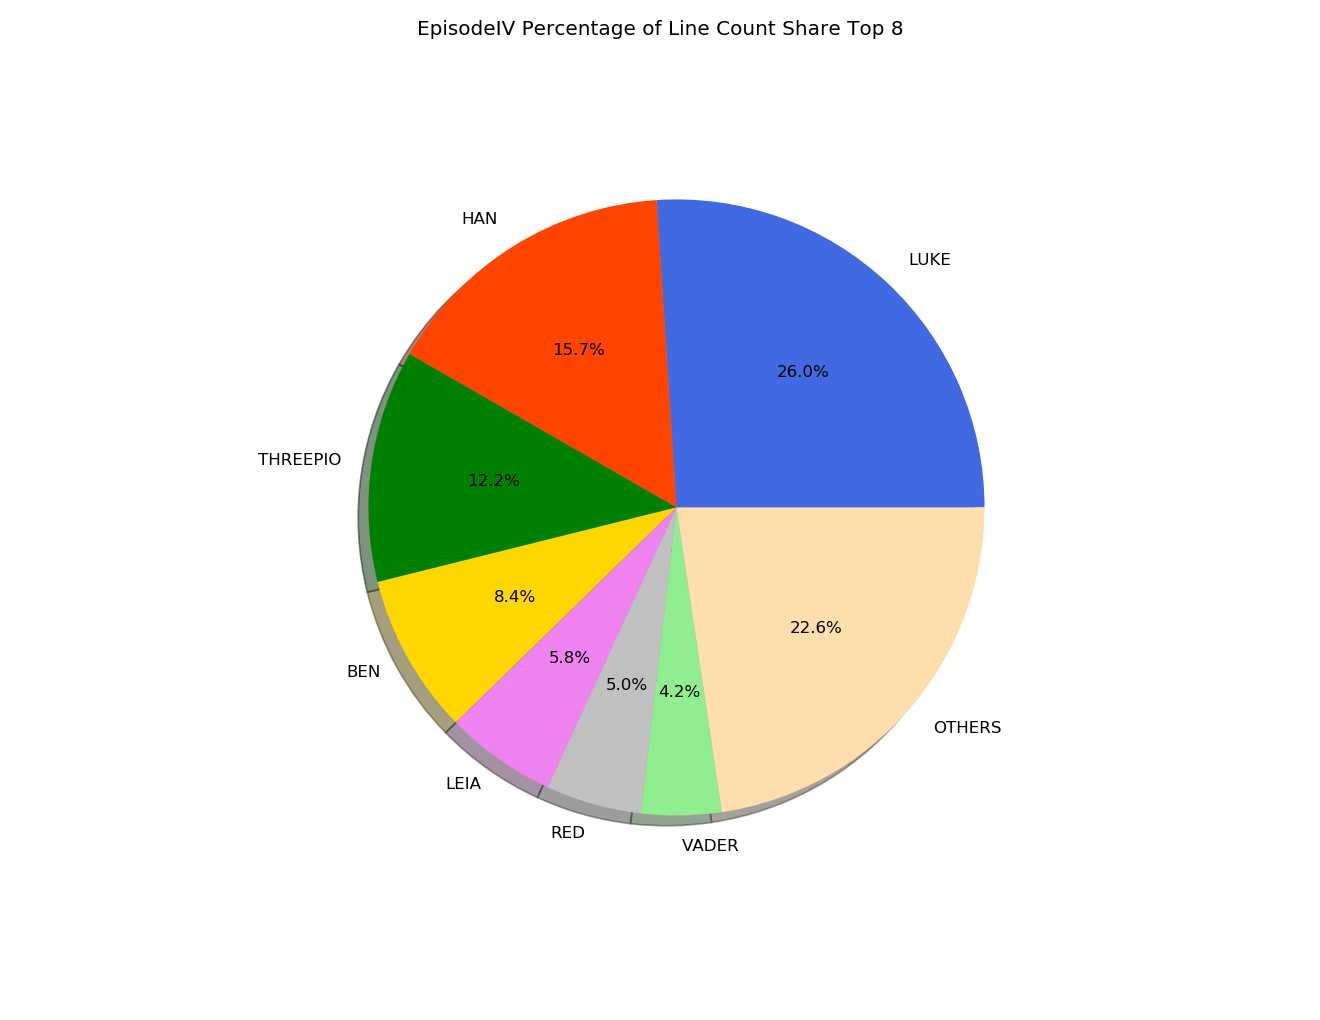 EpisodeIV Percentage of Line Count Share Top 8
HAN
LUKE
15.7%
26.0%
THREEPIO
12.2%
8.4%
22.6%
BEN
5.8%
5.0%
4.2%
OTHERS
LEIA
RED
VADER